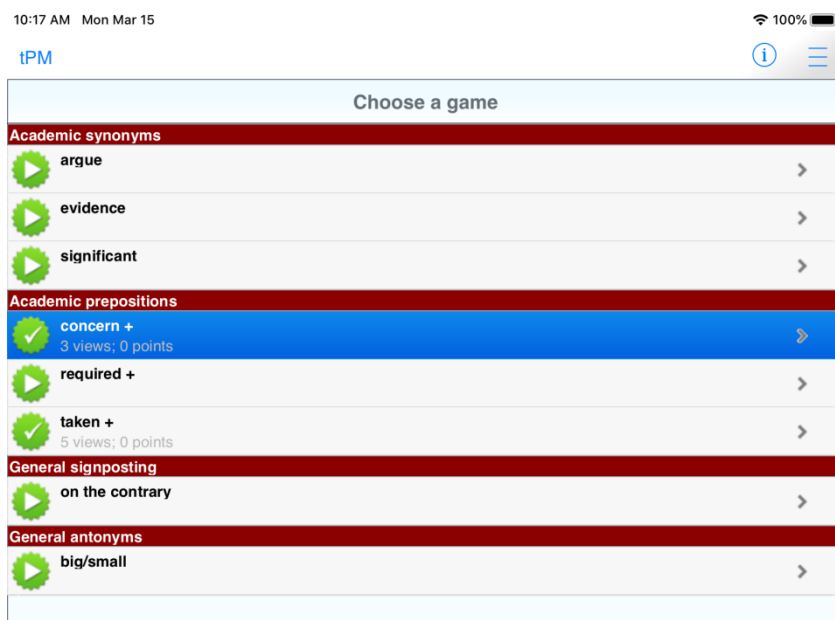 10:17 AM Mon Mar 15 100%
tPM
Choose a game
Academic synonyms
argue
evidence
significant
Academic prepositions
concern +
3 views; 0 points
required +
taken +
5 views; 0 points
General signposting
on the contrary
General antonyms
big/small